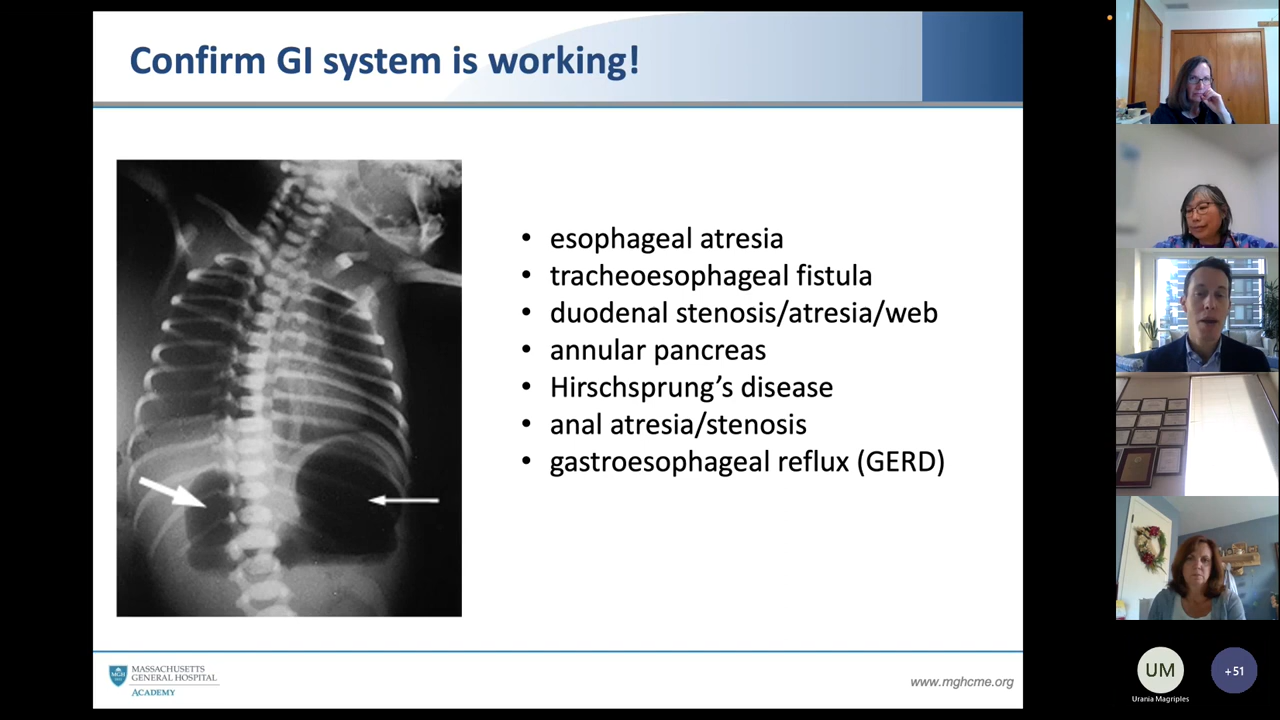 Confirm GI system is working!
• esophageal atresia
• tracheoesophageal fistula
• duodenal stenosis/atresia/web
• annular pancreas
• Hirschsprung's disease
• anal atresia/stenosis
• gastroesophageal reflux (GERD)
MGH
MASSACHUSETTS
GENERAL HOSPITAL
ACADEMY
www.mghcme.org
UM
Urania Magriples
+51